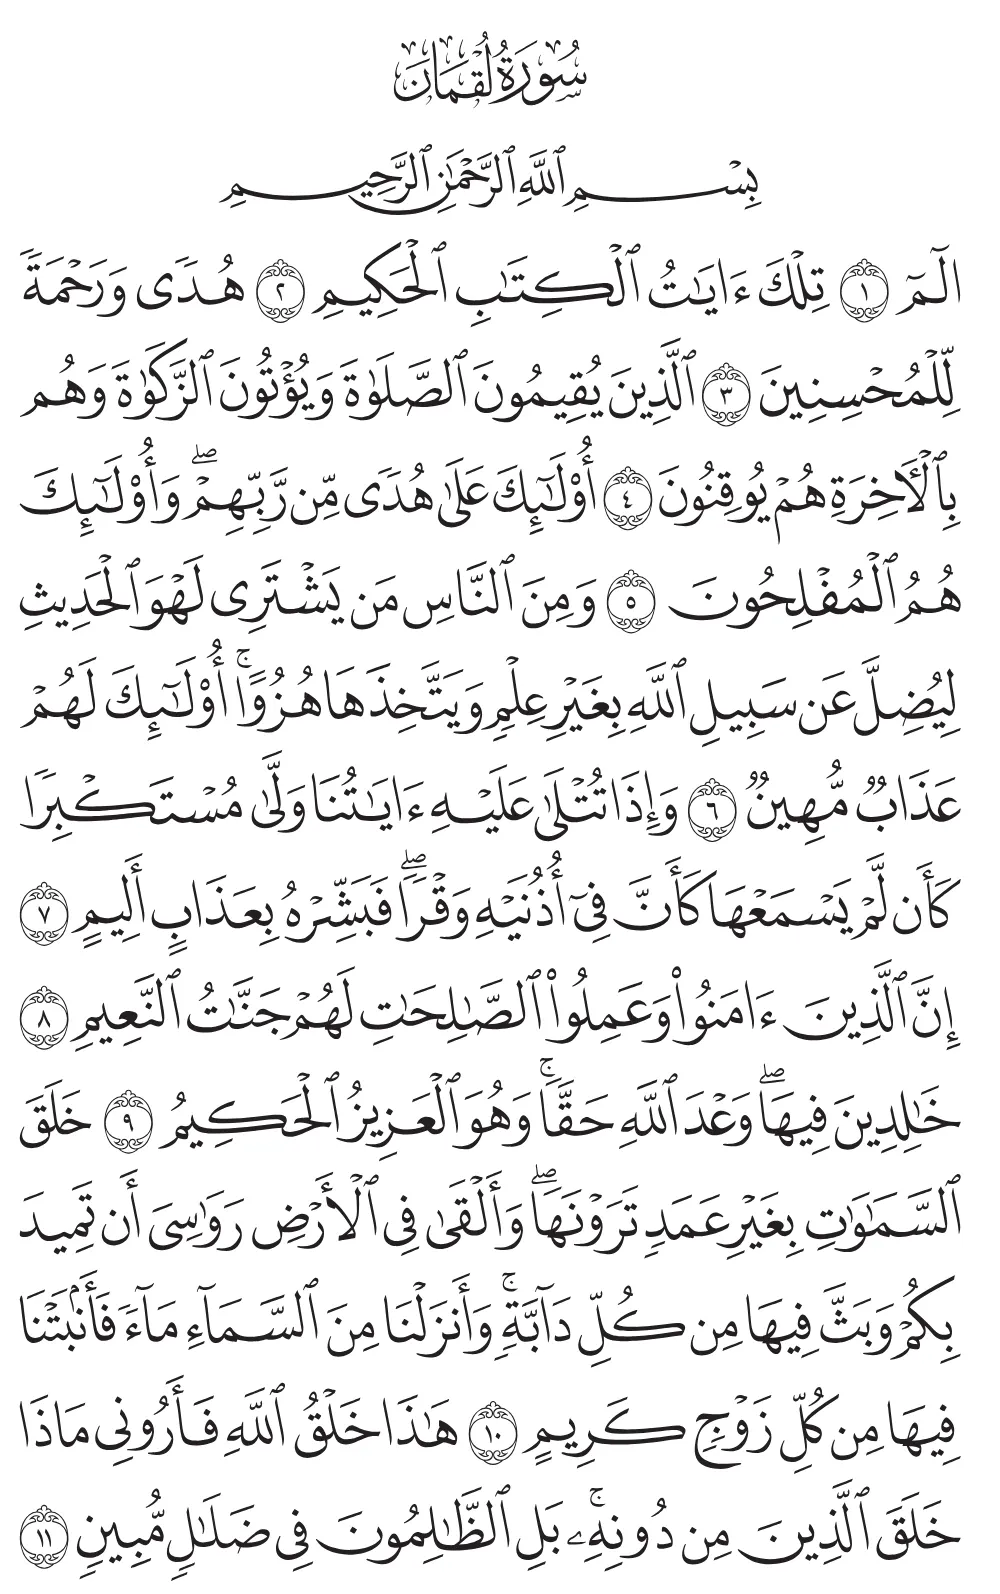 سُورَةُ لُقۡمَانَ
بِسۡمِ ٱللَّهِ ٱلرَّحۡمَٰنِ ٱلرَّحِيمِ
الٓمٓ ١ تِلۡكَ ءَايَٰتُ ٱلۡكِتَٰبِ ٱلۡحَكِيمِ ٢ هُدٗى وَرَحۡمَةٗ
لِّلۡمُحۡسِنِينَ ٣ ٱلَّذِينَ يُقِيمُونَ ٱلصَّلَوٰةَ وَيُؤۡتُونَ ٱلزَّكَوٰةَ وَهُم
بِٱلۡأٓخِرَةِ هُمۡ يُوقِنُونَ ٤ أُوْلَٰٓئِكَ عَلَىٰ هُدٗى مِّن رَّبِّهِمۡۖ وَأُوْلَٰٓئِكَ
هُمُ ٱلۡمُفۡلِحُونَ ٥ وَمِنَ ٱلنَّاسِ مَن يَشۡتَرِي لَهۡوَ ٱلۡحَدِيثِ
لِيُضِلَّ عَن سَبِيلِ ٱللَّهِ بِغَيۡرِ عِلۡمٖ وَيَتَّخِذَهَا هُزُوًاۚ أُوْلَٰٓئِكَ لَهُمۡ
عَذَابٞ مُّهِينٞ ٦ وَإِذَا تُتۡلَىٰ عَلَيۡهِ ءَايَٰتُنَا وَلَّىٰ مُسۡتَكۡبِرٗا
كَأَن لَّمۡ يَسۡمَعۡهَا كَأَنَّ فِيٓ أُذُنَيۡهِ وَقۡرٗاۖ فَبَشِّرۡهُ بِعَذَابٍ أَلِيمٍ ٧
إِنَّ ٱلَّذِينَ ءَامَنُواْ وَعَمِلُواْ ٱلصَّٰلِحَٰتِ لَهُمۡ جَنَّٰتُ ٱلنَّعِيمِ ٨
خَٰلِدِينَ فِيهَاۖ وَعۡدَ ٱللَّهِ حَقّٗاۚ وَهُوَ ٱلۡعَزِيزُ ٱلۡحَكِيمُ ٩ خَلَقَ
ٱلسَّمَٰوَٰتِ بِغَيۡرِ عَمَدٖ تَرَوۡنَهَاۖ وَأَلۡقَىٰ فِي ٱلۡأَرۡضِ رَوَٰسِيَ أَن تَمِيدَ
بِكُمۡ وَبَثَّ فِيهَا مِن كُلِّ دَآبَّةٖۚ وَأَنزَلۡنَا مِنَ ٱلسَّمَآءِ مَآءٗ فَأَنۢبَتۡنَا
فِيهَا مِن كُلِّ زَوۡجٖ كَرِيمٍ ١٠ هَٰذَا خَلۡقُ ٱللَّهِ فَأَرُونِي مَاذَا
خَلَقَ ٱلَّذِينَ مِن دُونِهِۦۚ بَلِ ٱلظَّٰلِمُونَ فِي ضَلَٰلٖ مُّبِينٖ ١١